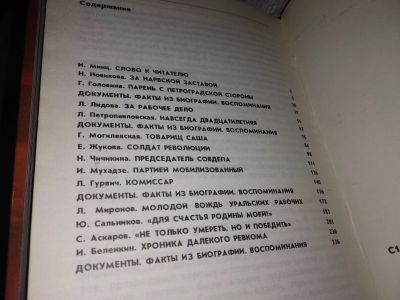 Содержание
И. Минц. СЛОВО К ЧИТАТЕЛЮ
Н. Новикова. ЗА НАРВСКОЙ ЗАСТАВОЙ
Г. Головина. ПАРЕНЬ С ПЕТРОГРАДСКОЙ СТОРОНЫ
ДОКУМЕНТЫ. ФАКТЫ ИЗ БИОГРАФИИ. ВОСПОМИНАНИЯ
Л. Лидова. ЗА РАБОЧЕЕ ДЕЛО
Л. Петропавловская. НАВСЕГДА ДВАДЦАТИЛЕТНЯЯ
ДОКУМЕНТЫ. ФАКТЫ ИЗ БИОГРАФИИ. ВОСПОМИНАНИЯ
Г. Могилевская. ТОВАРИЩ САША
Е. Жукова. СОЛДАТ РЕВОЛЮЦИИ
Н. Чичикина. ПРЕДСЕДАТЕЛЬ СОВДЕПА
И. Мухадзе. ПАРТИЕЙ МОБИЛИЗОВАННЫЙ
Л. Гурвич. КОМИССАР
ДОКУМЕНТЫ. ФАКТЫ ИЗ БИОГРАФИИ. ВОСПОМИНАНИЯ
Л. Миронов. МОЛОДОЙ ВОЖДЬ УРАЛЬСКИХ РАБОЧИХ
Ю. Сальников. «ДЛЯ СЧАСТЬЯ РОДИНЫ МОЕЙ!»
С. Аскаров. «НЕ ТОЛЬКО УМЕРЕТЬ, НО И ПОБЕДИТЬ»
И. Беленкин. ХРОНИКА ДАЛЕКОГО РЕВКОМА
ДОКУМЕНТЫ. ФАКТЫ ИЗ БИОГРАФИИ. ВОСПОМИНАНИЯ